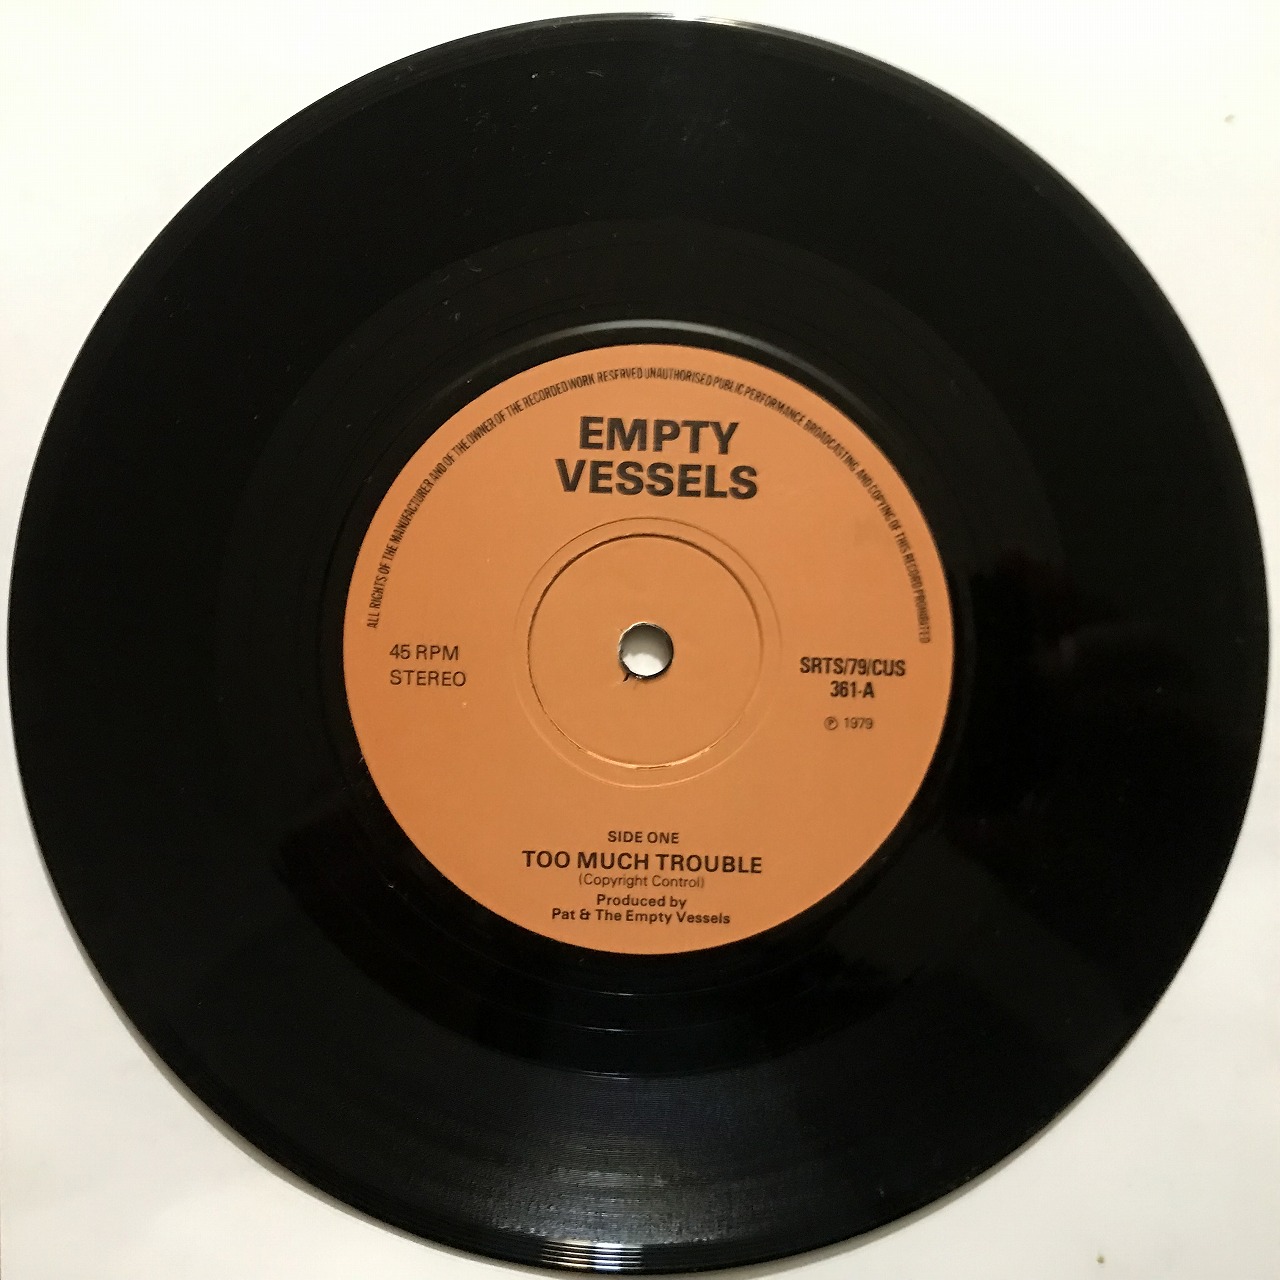 ALL RIGHTS OF THE MANUFACTURER AND OF THE OWNER OF THE RECORDED WORK RESERVED UNAUTHORISED PUBLIC PERFORMANCE BROADCASTING AND COPYING OF THIS RECORD PROHIBITED
EMPTY
VESSELS
45 RPM
STEREO
SRTS/79/CUS
361-A
Ⓟ 1979
SIDE ONE
TOO MUCH TROUBLE
(Copyright Control)
Produced by
Pat & The Empty Vessels